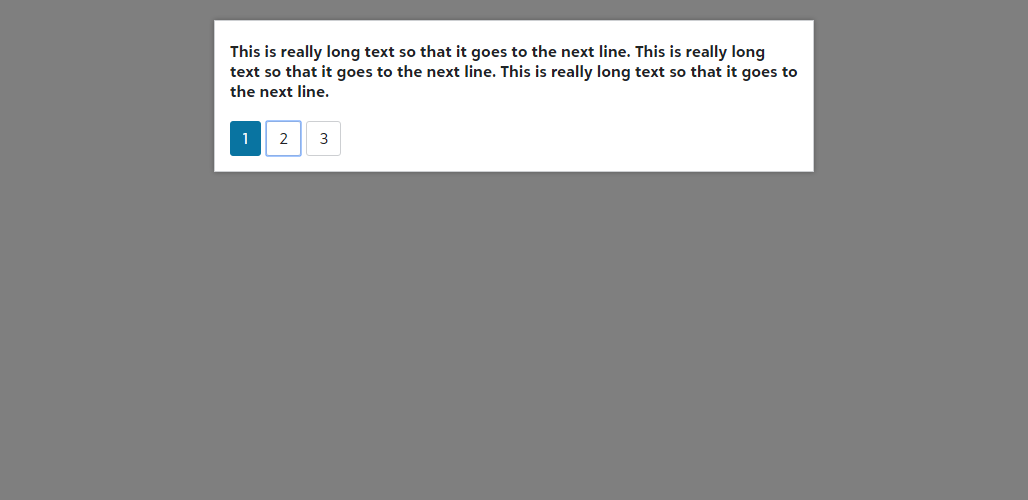 This is really long text so that it goes to the next line. This is really long
text so that it goes to the next line. This is really long text so that it goes to
the next line.
1 2 3